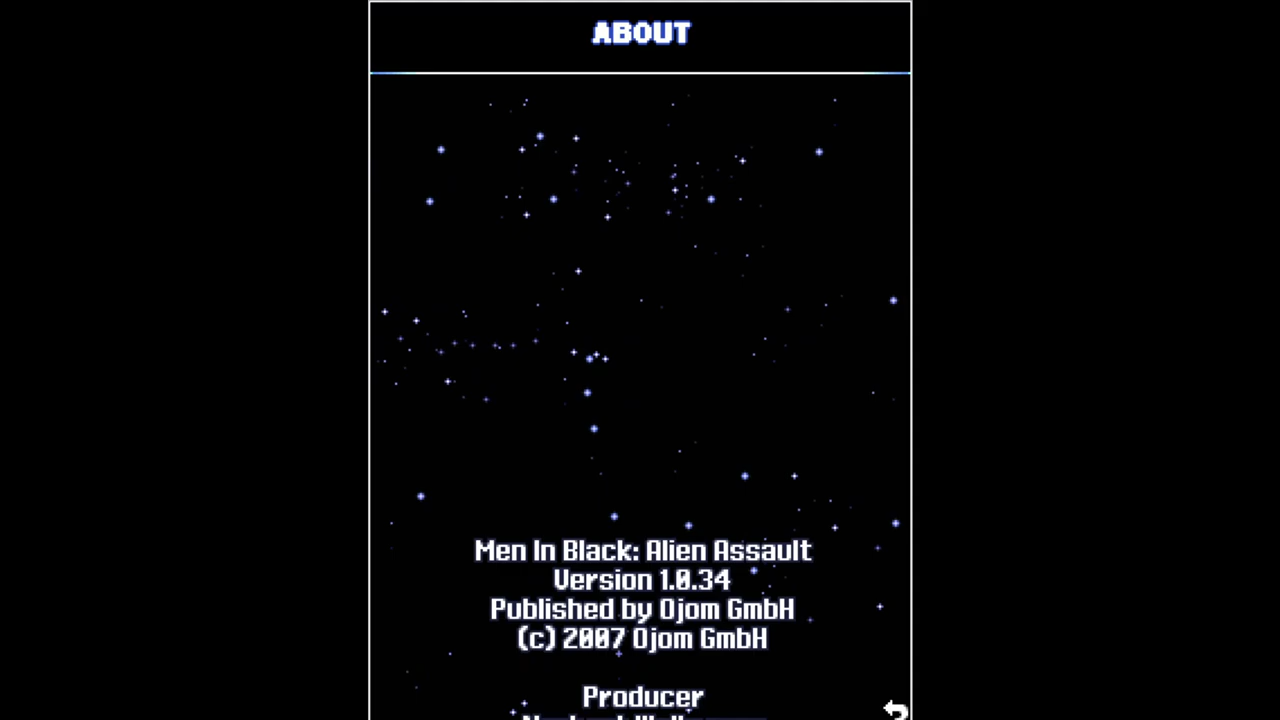 ABOUT
Men In Black: Alien Assault
Version 1.0.34
Published by Ojom GmbH
(c) 2007 Ojom GmbH
Producer